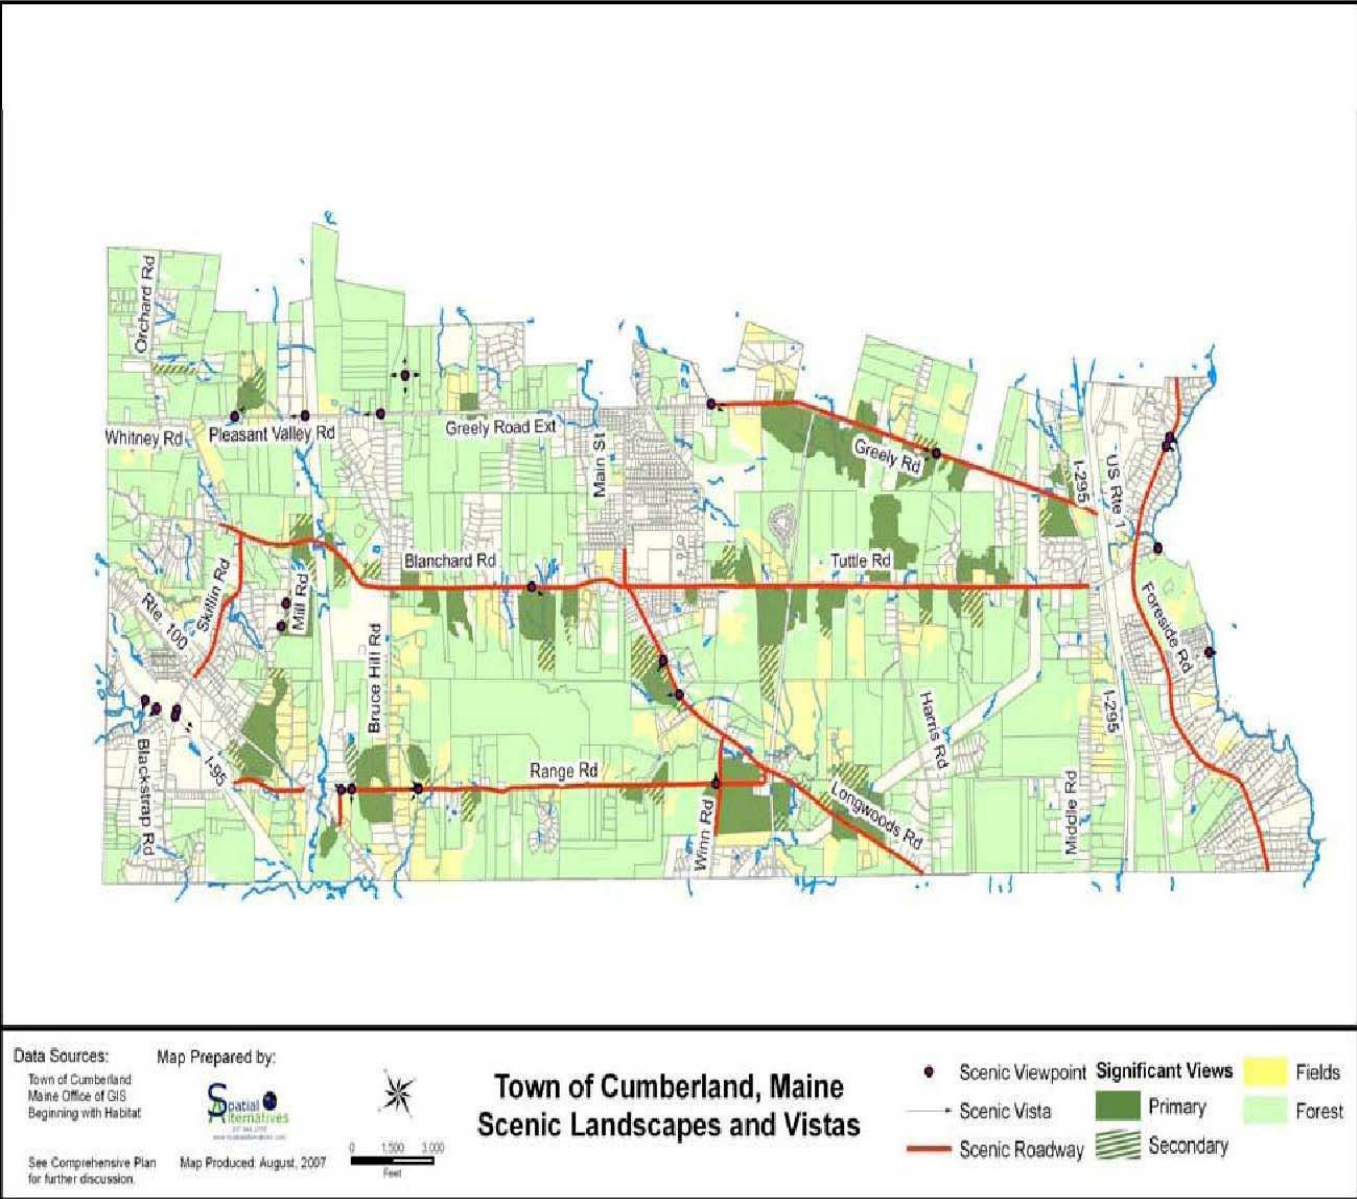 Orchard Rd
Whitney Rd
Pleasant Valley Rd
Greely Road Ext
Main St
Greely Rd
I-295
US Rte 1
Blanchard Rd
Tuttle Rd
Skillin Rd
Mill Rd
Rte 100
Foreside Rd
Bruce Hill Rd
Harris Rd
I-295
Blackstrap Rd
I-95
Range Rd
Winn Rd
Longwoods Rd
Middle Rd
Data Sources:
Town of Cumberland
Maine Office of GIS
Beginning with Habitat
See Comprehensive Plan
for further discussion.
Map Prepared by:
Spatial
Alternatives
Map Produced: August, 2007
0 1,500 3,000
Feet
Town of Cumberland, Maine
Scenic Landscapes and Vistas
Scenic Viewpoint
Scenic Vista
Scenic Roadway
Significant Views
Primary
Secondary
Fields
Forest